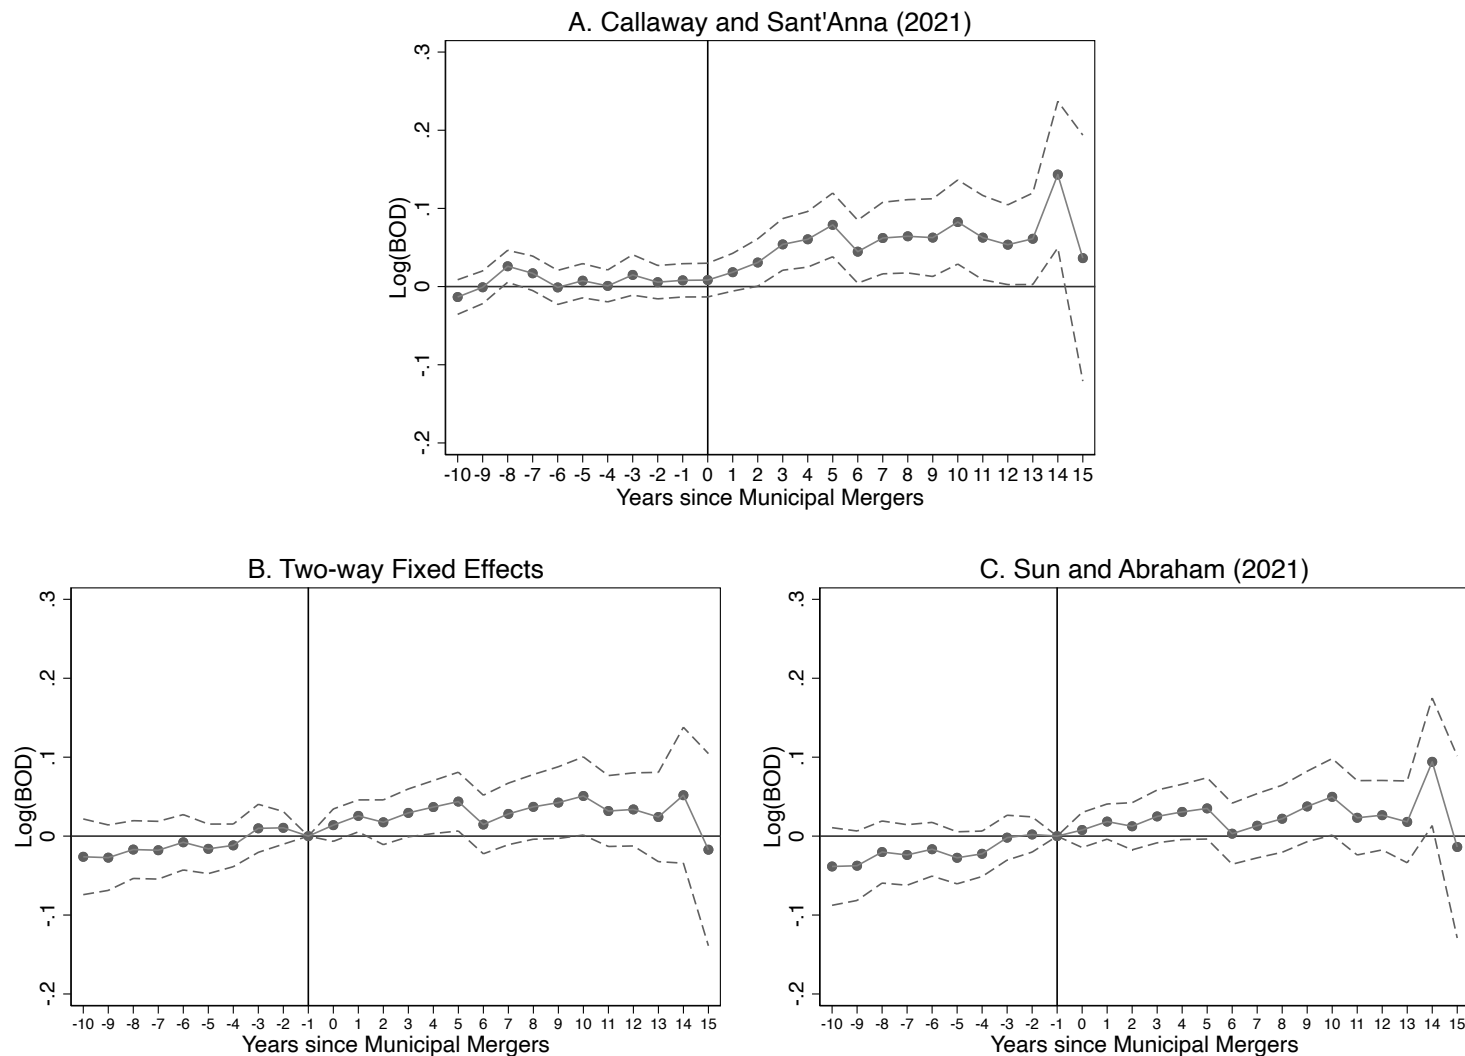 A. Callaway and Sant'Anna (2021)
Log(BOD)
.3
.2
.1
0
-.1
-.2
-10 -9 -8 -7 -6 -5 -4 -3 -2 -1 0 1 2 3 4 5 6 7 8 9 10 11 12 13 14 15
Years since Municipal Mergers
B. Two-way Fixed Effects
Log(BOD)
.3
.2
.1
0
-.1
-.2
-10 -9 -8 -7 -6 -5 -4 -3 -2 -1 0 1 2 3 4 5 6 7 8 9 10 11 12 13 14 15
Years since Municipal Mergers
C. Sun and Abraham (2021)
Log(BOD)
.3
.2
.1
0
-.1
-.2
-10 -9 -8 -7 -6 -5 -4 -3 -2 -1 0 1 2 3 4 5 6 7 8 9 10 11 12 13 14 15
Years since Municipal Mergers